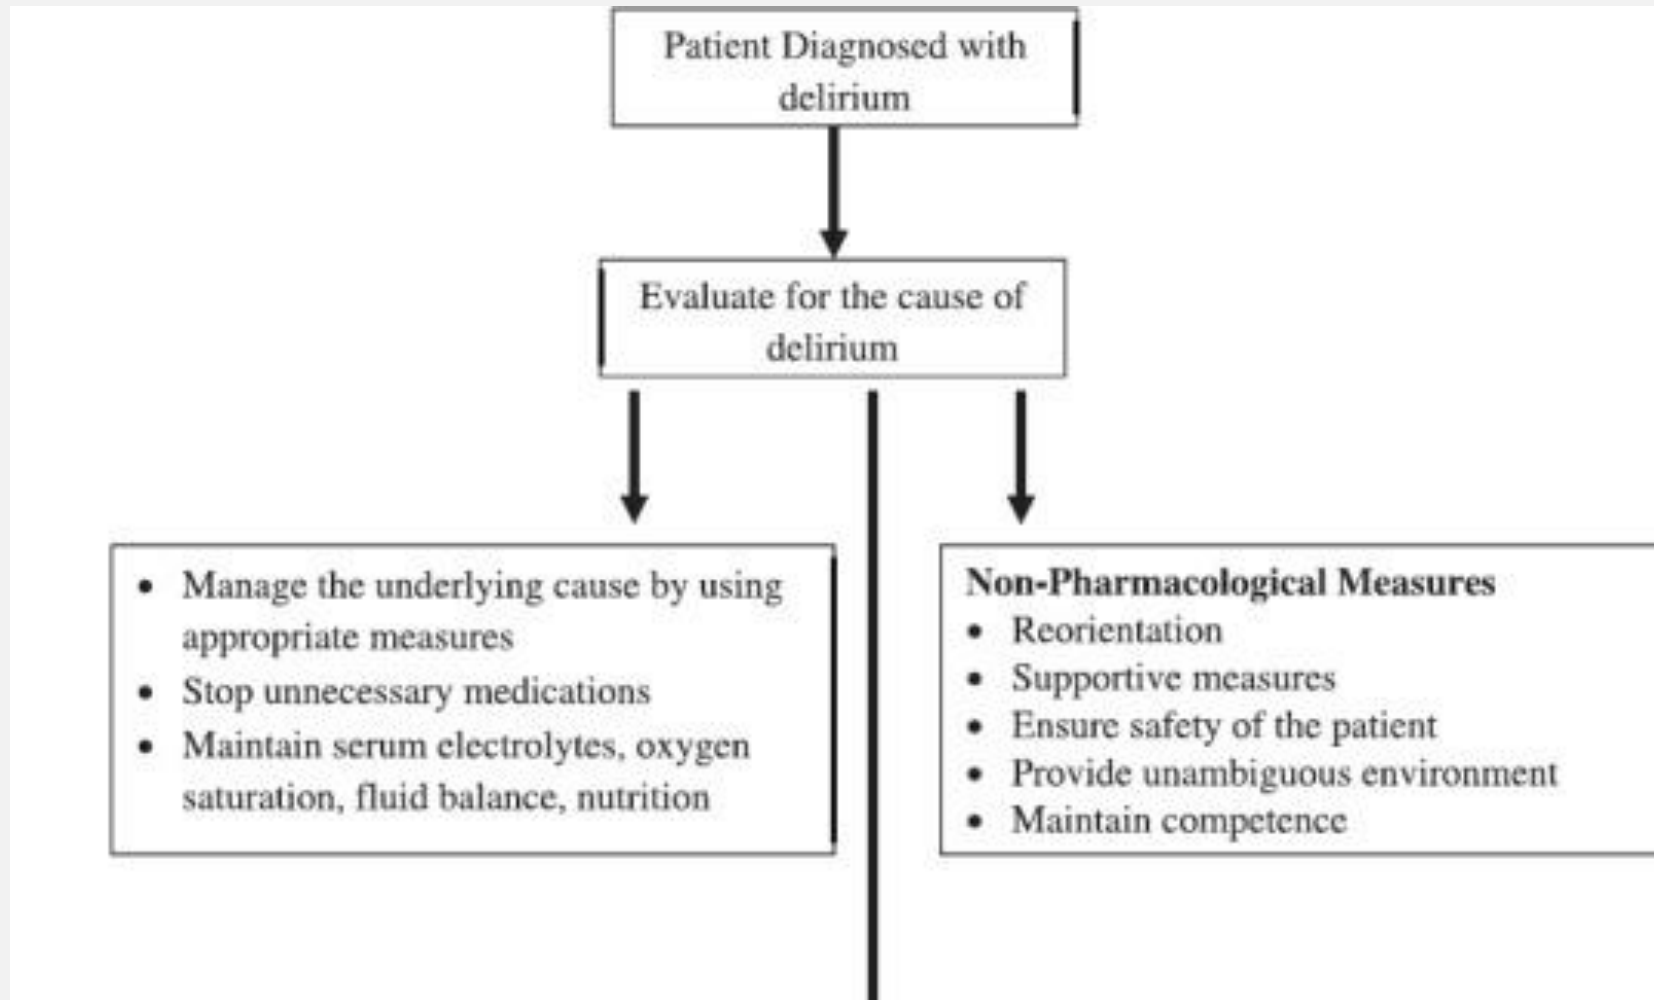 Patient Diagnosed with
delirium
Evaluate for the cause of
delirium
• Manage the underlying cause by using
appropriate measures
• Stop unnecessary medications
• Maintain serum electrolytes, oxygen
saturation, fluid balance, nutrition
Non-Pharmacological Measures
• Reorientation
• Supportive measures
• Ensure safety of the patient
• Provide unambiguous environment
• Maintain competence